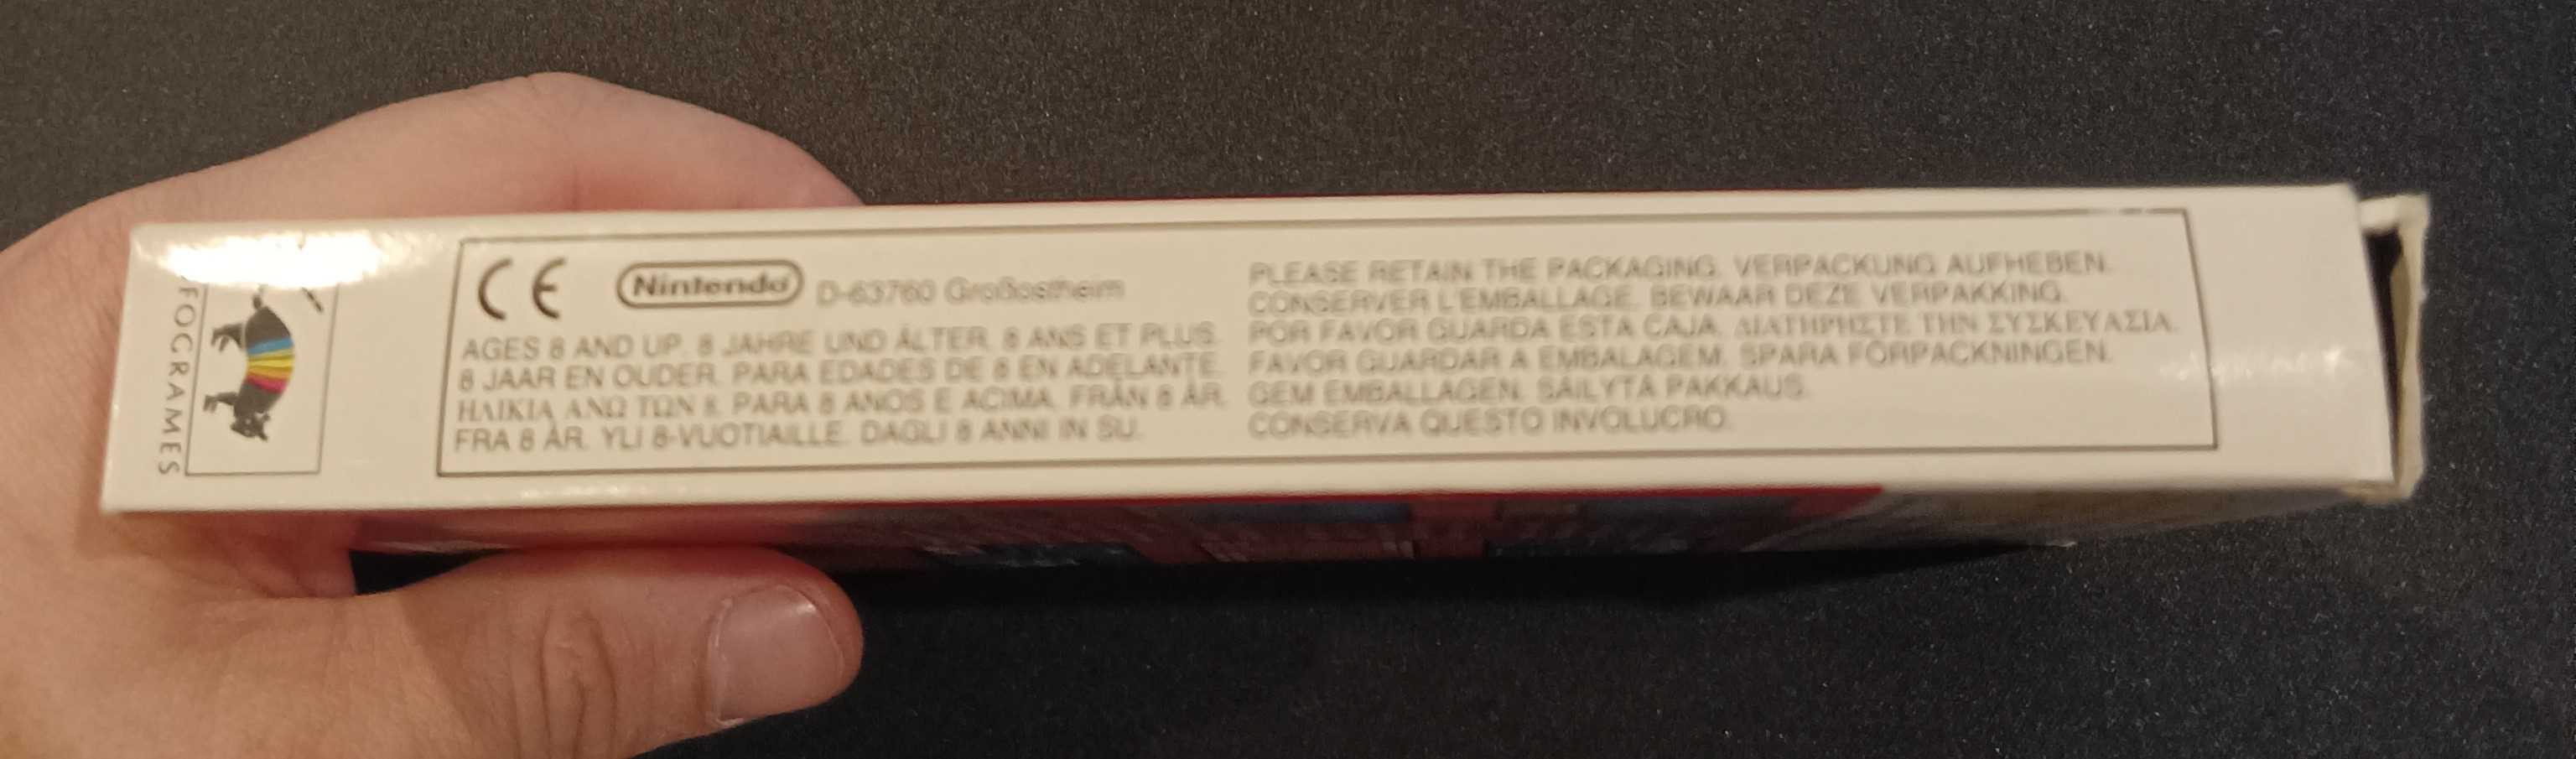 FOGRAMES
CE Nintendo D-63760 Großostheim
AGES 8 AND UP. 8 JAHRE UND ÄLTER. 8 ANS ET PLUS.
8 JAAR EN OUDER. PARA EDADES DE 8 EN ADELANTE.
ΗΛΙΚΙΑ ΑΝΩ ΤΩΝ 8. PARA 8 ANOS E ACIMA. FRÅN 8 ÅR.
FRA 8 ÅR. YLI 8-VUOTIAILLE. DAGLI 8 ANNI IN SU.
PLEASE RETAIN THE PACKAGING. VERPACKUNG AUFHEBEN.
CONSERVER L'EMBALLAGE. BEWAAR DEZE VERPAKKING.
POR FAVOR GUARDA ESTA CAJA. ΔΙΑΤΗΡΗΣΤΕ ΤΗΝ ΣΥΣΚΕΥΑΣΙΑ.
FAVOR GUARDAR A EMBALAGEM. SPARA FÖRPACKNINGEN.
GEM EMBALLAGEN. SÄILYTÄ PAKKAUS.
CONSERVA QUESTO INVOLUCRO.